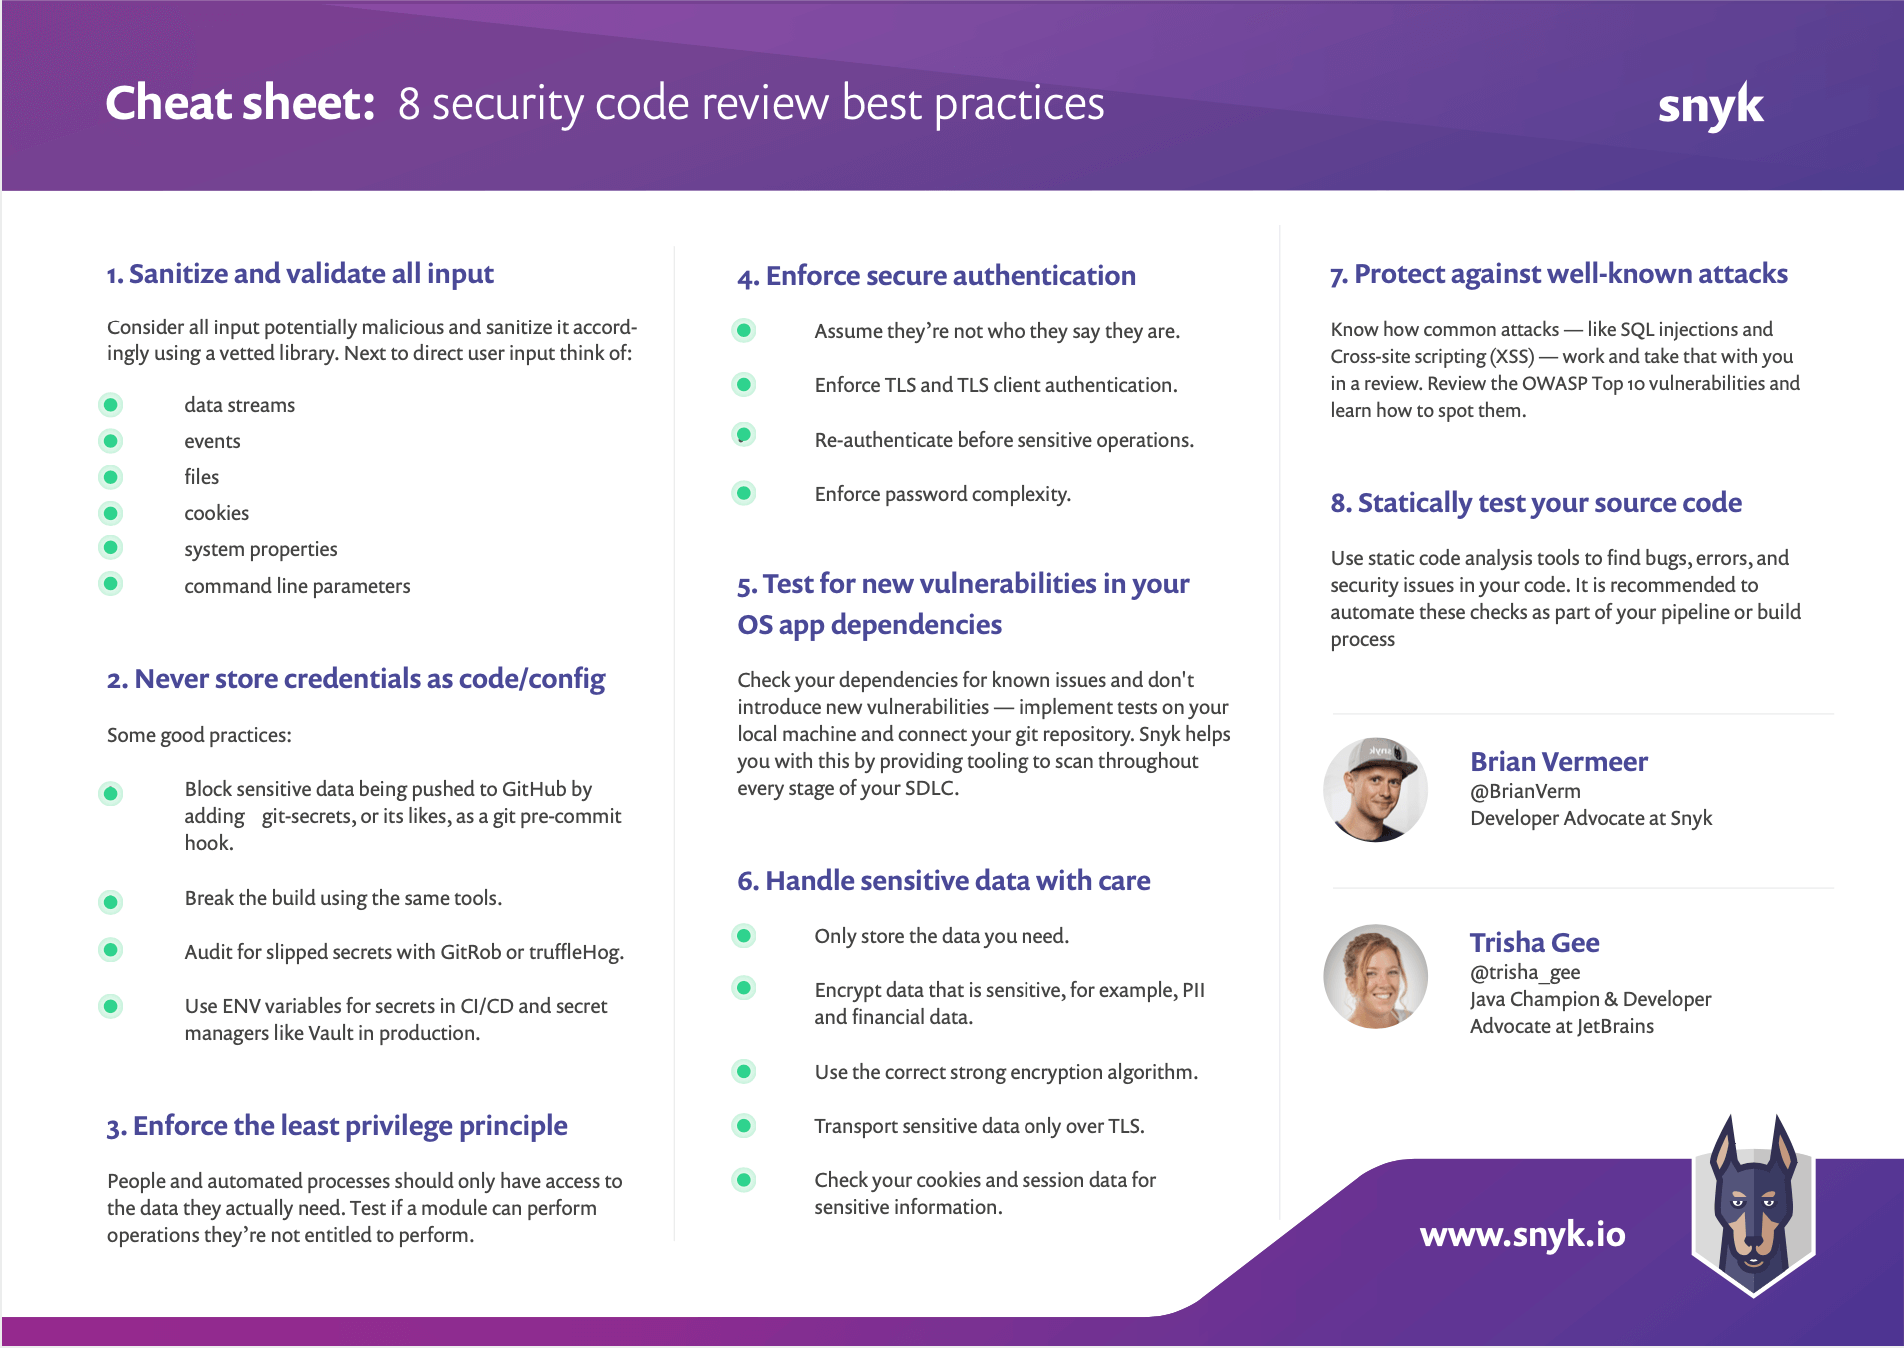 Cheat sheet: 8 security code review best practices
snyk
1. Sanitize and validate all input
Consider all input potentially malicious and sanitize it accord-
ingly using a vetted library. Next to direct user input think of:
data streams
events
files
cookies
system properties
command line parameters
2. Never store credentials as code/config
Some good practices:
Block sensitive data being pushed to GitHub by
adding git-secrets, or its likes, as a git pre-commit
hook.
Break the build using the same tools.
Audit for slipped secrets with GitRob or truffleHog.
Use ENV variables for secrets in CI/CD and secret
managers like Vault in production.
3. Enforce the least privilege principle
People and automated processes should only have access to
the data they actually need. Test if a module can perform
operations they’re not entitled to perform.
4. Enforce secure authentication
Assume they’re not who they say they are.
Enforce TLS and TLS client authentication.
Re-authenticate before sensitive operations.
Enforce password complexity.
5. Test for new vulnerabilities in your
OS app dependencies
Check your dependencies for known issues and don't
introduce new vulnerabilities — implement tests on your
local machine and connect your git repository. Snyk helps
you with this by providing tooling to scan throughout
every stage of your SDLC.
6. Handle sensitive data with care
Only store the data you need.
Encrypt data that is sensitive, for example, PII
and financial data.
Use the correct strong encryption algorithm.
Transport sensitive data only over TLS.
Check your cookies and session data for
sensitive information.
7. Protect against well-known attacks
Know how common attacks — like SQL injections and
Cross-site scripting (XSS) — work and take that with you
in a review. Review the OWASP Top 10 vulnerabilities and
learn how to spot them.
8. Statically test your source code
Use static code analysis tools to find bugs, errors, and
security issues in your code. It is recommended to
automate these checks as part of your pipeline or build
process
snyk
Brian Vermeer
@BrianVerm
Developer Advocate at Snyk
Trisha Gee
@trisha_gee
Java Champion & Developer
Advocate at JetBrains
www.snyk.io